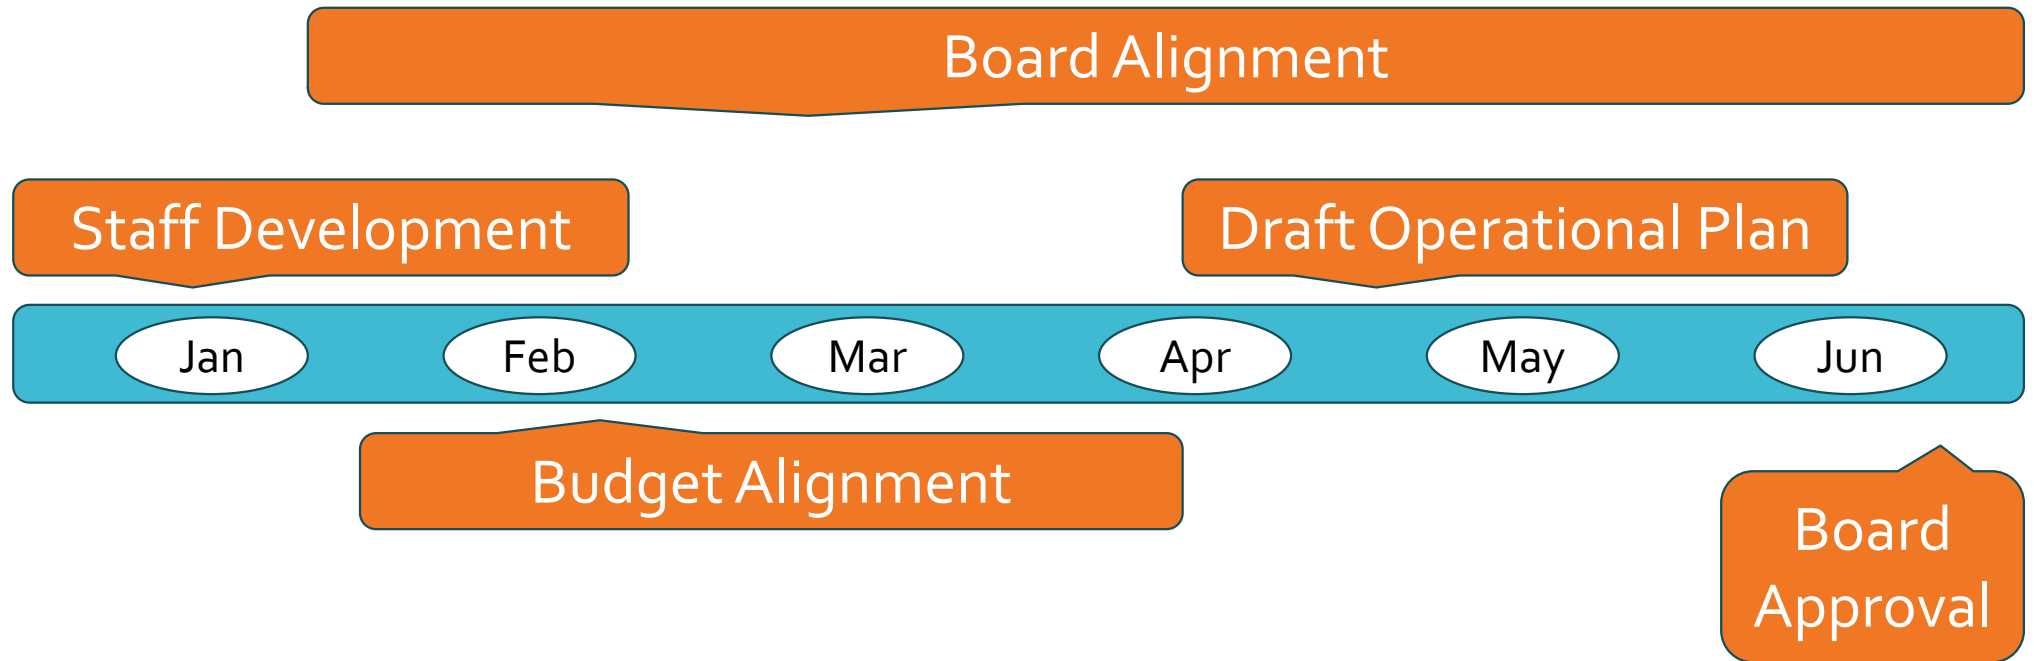 Board Alignment
Staff Development
Draft Operational Plan
Jan Feb Mar Apr May Jun
Budget Alignment
Board
Approval